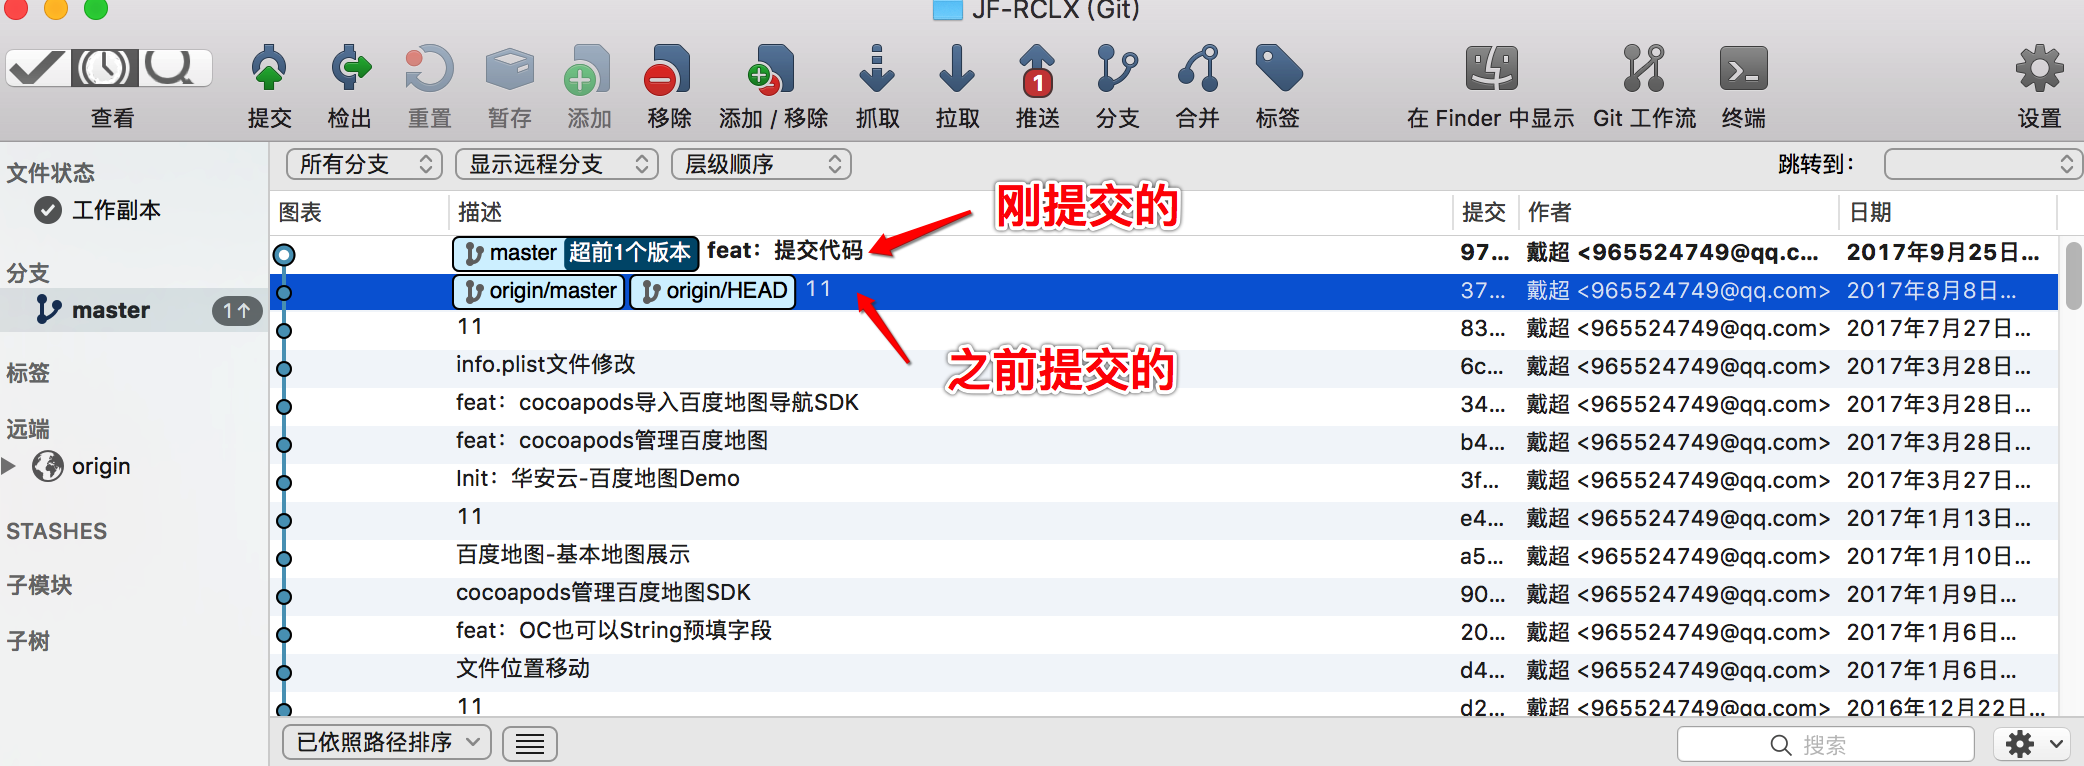 JF-RCLX (Git)
查看 提交 检出 重置 暂存 添加 移除 添加 / 移除 抓取 拉取 1 推送 分支 合并 标签 在 Finder 中显示 Git 工作流 终端 设置
文件状态
工作副本
分支
master 1↑
标签
远端
origin
STASHES
子模块
子树
所有分支 显示远程分支 层级顺序 跳转到：
刚提交的
图表 描述 提交 作者 日期
master 超前1个版本 feat：提交代码 97... 戴超 <965524749@qq.c... 2017年9月25日...
origin/master origin/HEAD 11 37... 戴超 <965524749@qq.com> 2017年8月8日...
11 83... 戴超 <965524749@qq.com> 2017年7月27日...
之前提交的
info.plist文件修改 6c... 戴超 <965524749@qq.com> 2017年3月28日...
feat：cocoapods导入百度地图导航SDK 34... 戴超 <965524749@qq.com> 2017年3月28日...
feat：cocoapods管理百度地图 b4... 戴超 <965524749@qq.com> 2017年3月28日...
Init：华安云-百度地图Demo 3f... 戴超 <965524749@qq.com> 2017年3月27日...
11 e4... 戴超 <965524749@qq.com> 2017年1月13日...
百度地图-基本地图展示 a5... 戴超 <965524749@qq.com> 2017年1月10日...
cocoapods管理百度地图SDK 90... 戴超 <965524749@qq.com> 2017年1月9日...
feat：OC也可以String预填字段 20... 戴超 <965524749@qq.com> 2017年1月6日...
文件位置移动 d4... 戴超 <965524749@qq.com> 2017年1月6日...
11 d2... 戴超 <965524749@qq.com> 2016年12月22日...
已依照路径排序 搜索